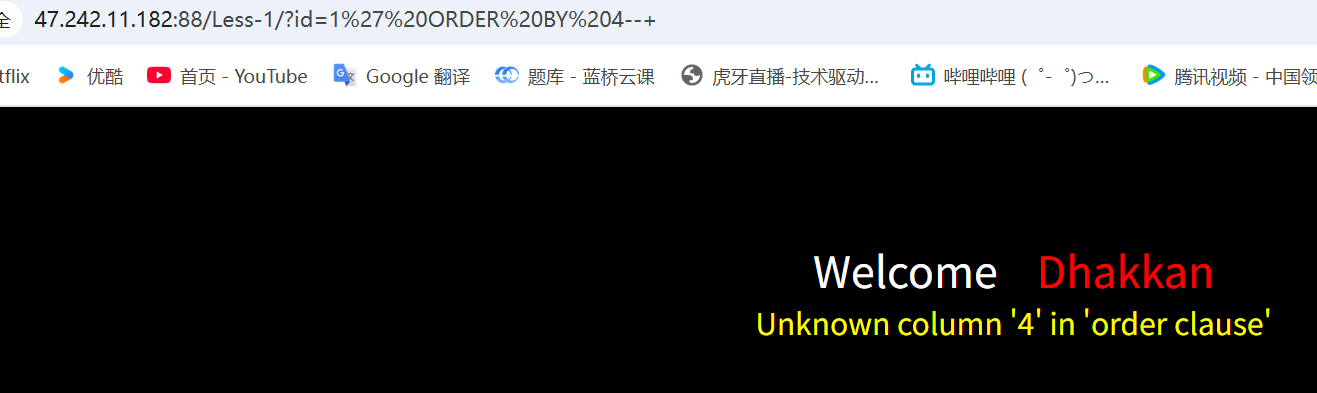 全 47.242.11.182:88/Less-1/?id=1%27%20ORDER%20BY%204--+
tflix 优酷 首页 - YouTube Google 翻译 题库 - 蓝桥云课 虎牙直播-技术驱动... 哔哩哔哩 ( ゜- ゜)つ... 腾讯视频 - 中国领
Welcome Dhakkan
Unknown column '4' in 'order clause'